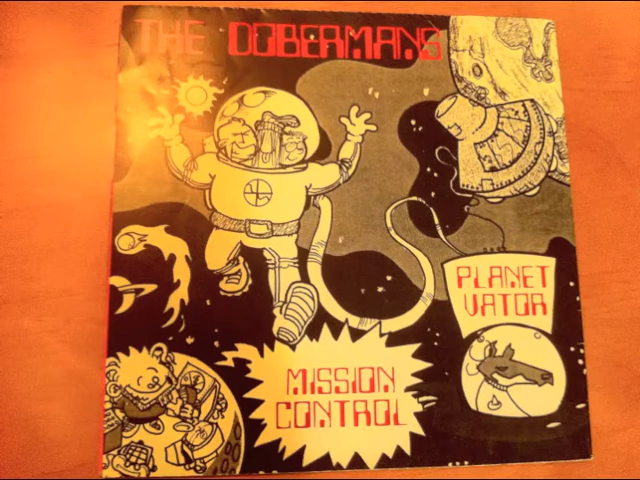 THE DOBERMANS
PLANET
VATOR
MISSION
CONTROL